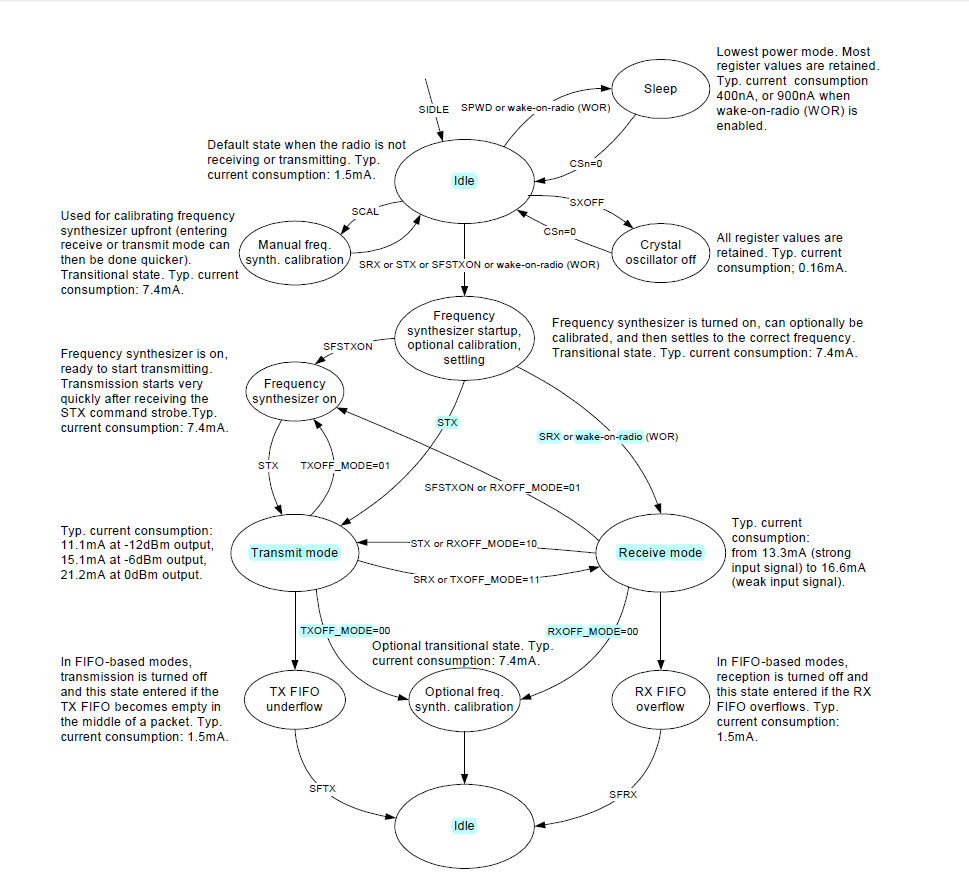 Lowest power mode. Most
register values are retained.
Typ. current consumption
400nA, or 900nA when
wake-on-radio (WOR) is
enabled.
Sleep
SIDLE
SPWD or wake-on-radio (WOR)
Default state when the radio is not
receiving or transmitting. Typ.
current consumption: 1.5mA.
Idle
CSn=0
SXOFF
CSn=0
Used for calibrating frequency
synthesizer upfront (entering
receive or transmit mode can
then be done quicker).
Transitional state. Typ. current
consumption: 7.4mA.
SCAL
Manual freq.
synth. calibration
SRX or STX or SFSTXON or wake-on-radio (WOR)
Crystal
oscillator off
All register values are
retained. Typ. current
consumption; 0.16mA.
Frequency
synthesizer startup,
optional calibration,
settling
Frequency synthesizer is turned on, can optionally be
calibrated, and then settles to the correct frequency.
Transitional state. Typ. current consumption: 7.4mA.
SFSTXON
Frequency synthesizer is on,
ready to start transmitting.
Transmission starts very
quickly after receiving the
STX command strobe.Typ.
current consumption: 7.4mA.
Frequency
synthesizer on
STX
SRX or wake-on-radio (WOR)
STX
TXOFF_MODE=01
SFSTXON or RXOFF_MODE=01
Typ. current consumption:
11.1mA at -12dBm output,
15.1mA at -6dBm output,
21.2mA at 0dBm output.
Transmit mode
STX or RXOFF_MODE=10
SRX or TXOFF_MODE=11
Receive mode
Typ. current
consumption:
from 13.3mA (strong
input signal) to 16.6mA
(weak input signal).
TXOFF_MODE=00
RXOFF_MODE=00
Optional transitional state. Typ.
current consumption: 7.4mA.
In FIFO-based modes,
transmission is turned off
and this state entered if the
TX FIFO becomes empty in
the middle of a packet. Typ.
current consumption: 1.5mA.
TX FIFO
underflow
Optional freq.
synth. calibration
RX FIFO
overflow
In FIFO-based modes,
reception is turned off and
this state entered if the RX
FIFO overflows. Typ.
current consumption:
1.5mA.
SFTX
SFRX
Idle